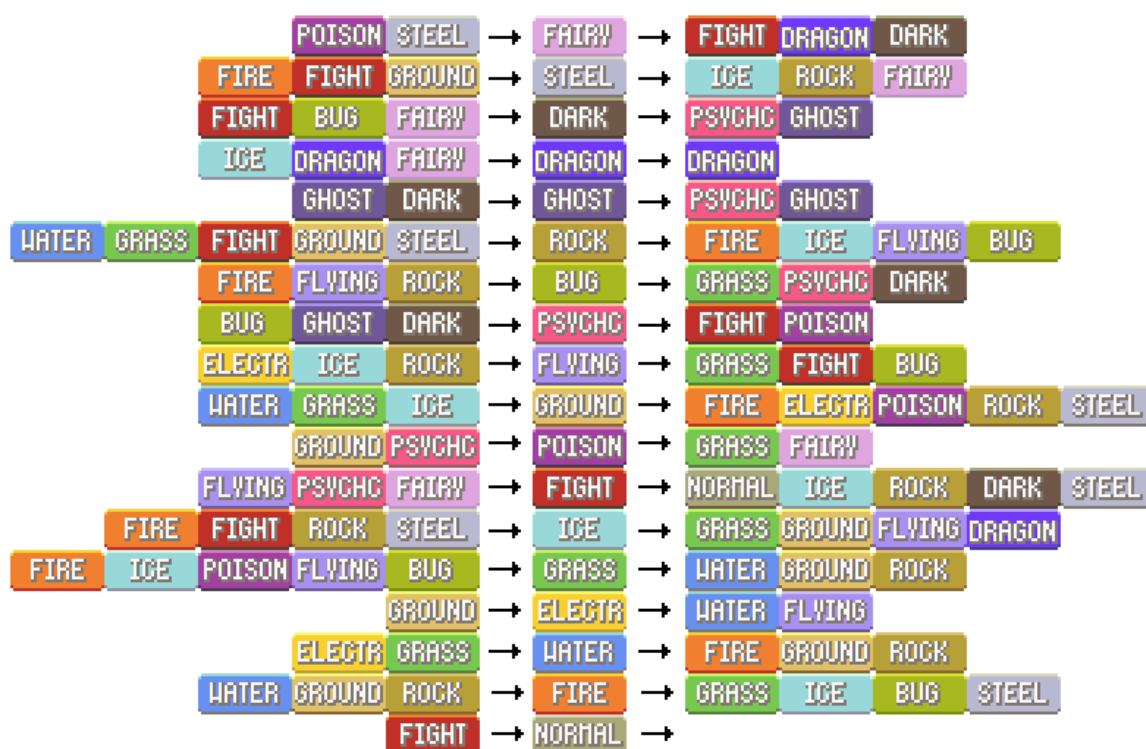 POISON STEEL → FAIRY → FIGHT DRAGON DARK
FIRE FIGHT GROUND → STEEL → ICE ROCK FAIRY
FIGHT BUG FAIRY → DARK → PSYCHC GHOST
ICE DRAGON FAIRY → DRAGON → DRAGON
GHOST DARK → GHOST → PSYCHC GHOST
WATER GRASS FIGHT GROUND STEEL → ROCK → FIRE ICE FLYING BUG
FIRE FLYING ROCK → BUG → GRASS PSYCHC DARK
BUG GHOST DARK → PSYCHC → FIGHT POISON
ELECTR ICE ROCK → FLYING → GRASS FIGHT BUG
WATER GRASS ICE → GROUND → FIRE ELECTR POISON ROCK STEEL
GROUND PSYCHC → POISON → GRASS FAIRY
FLYING PSYCHC FAIRY → FIGHT → NORMAL ICE ROCK DARK STEEL
FIRE FIGHT ROCK STEEL → ICE → GRASS GROUND FLYING DRAGON
FIRE ICE POISON FLYING BUG → GRASS → WATER GROUND ROCK
GROUND → ELECTR → WATER FLYING
ELECTR GRASS → WATER → FIRE GROUND ROCK
WATER GROUND ROCK → FIRE → GRASS ICE BUG STEEL
FIGHT → NORMAL →